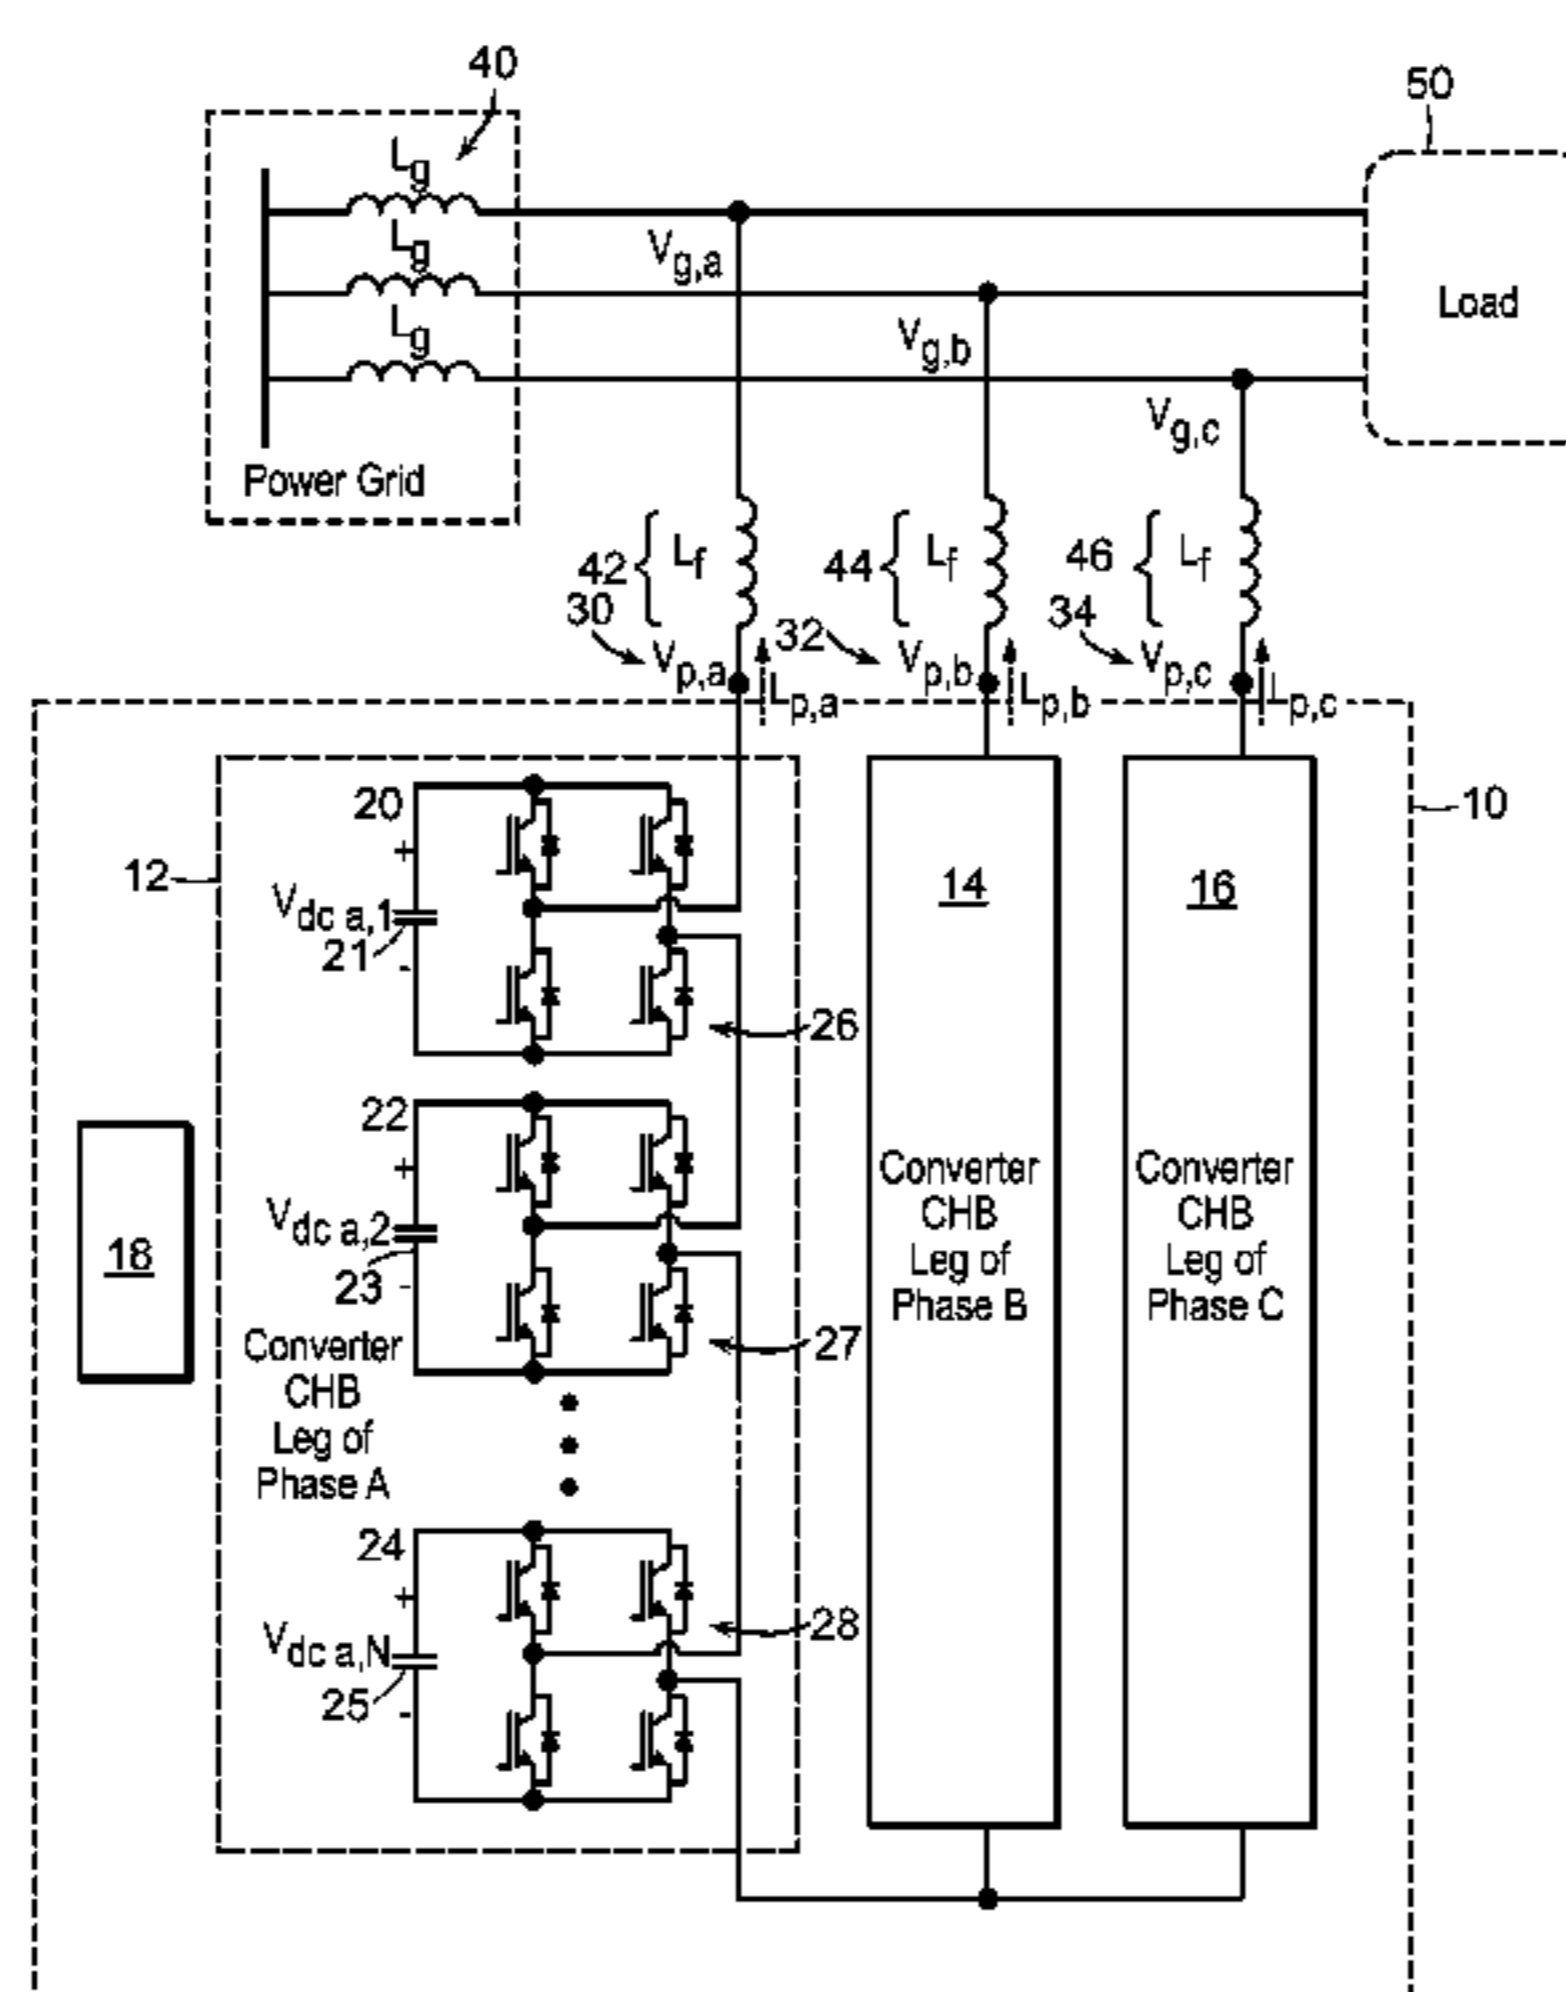 40
50
Lg
Lg
Lg
Vg,a
Vg,b
Vg,c
Load
Power Grid
42 { Lf
44 { Lf
46 { Lf
30
32
34
Vp,a
Vp,b
Vp,c
Lp,a
Lp,b
Lp,c
10
12
20
+
Vdc a,1
21
-
26
14
16
22
+
Vdc a,2
23
-
27
18
Converter
CHB
Leg of
Phase A
Converter
CHB
Leg of
Phase B
Converter
CHB
Leg of
Phase C
24
+
Vdc a,N
25
-
28